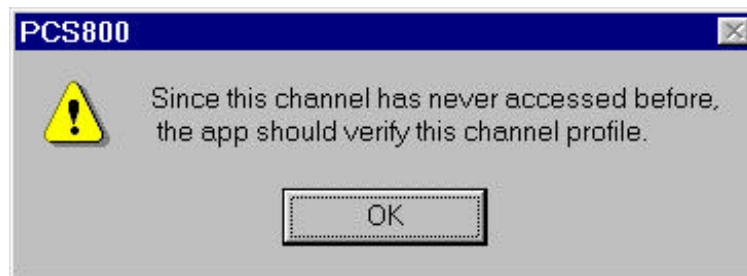 PCS800
Since this channel has never accessed before,
the app should verify this channel profile.
OK